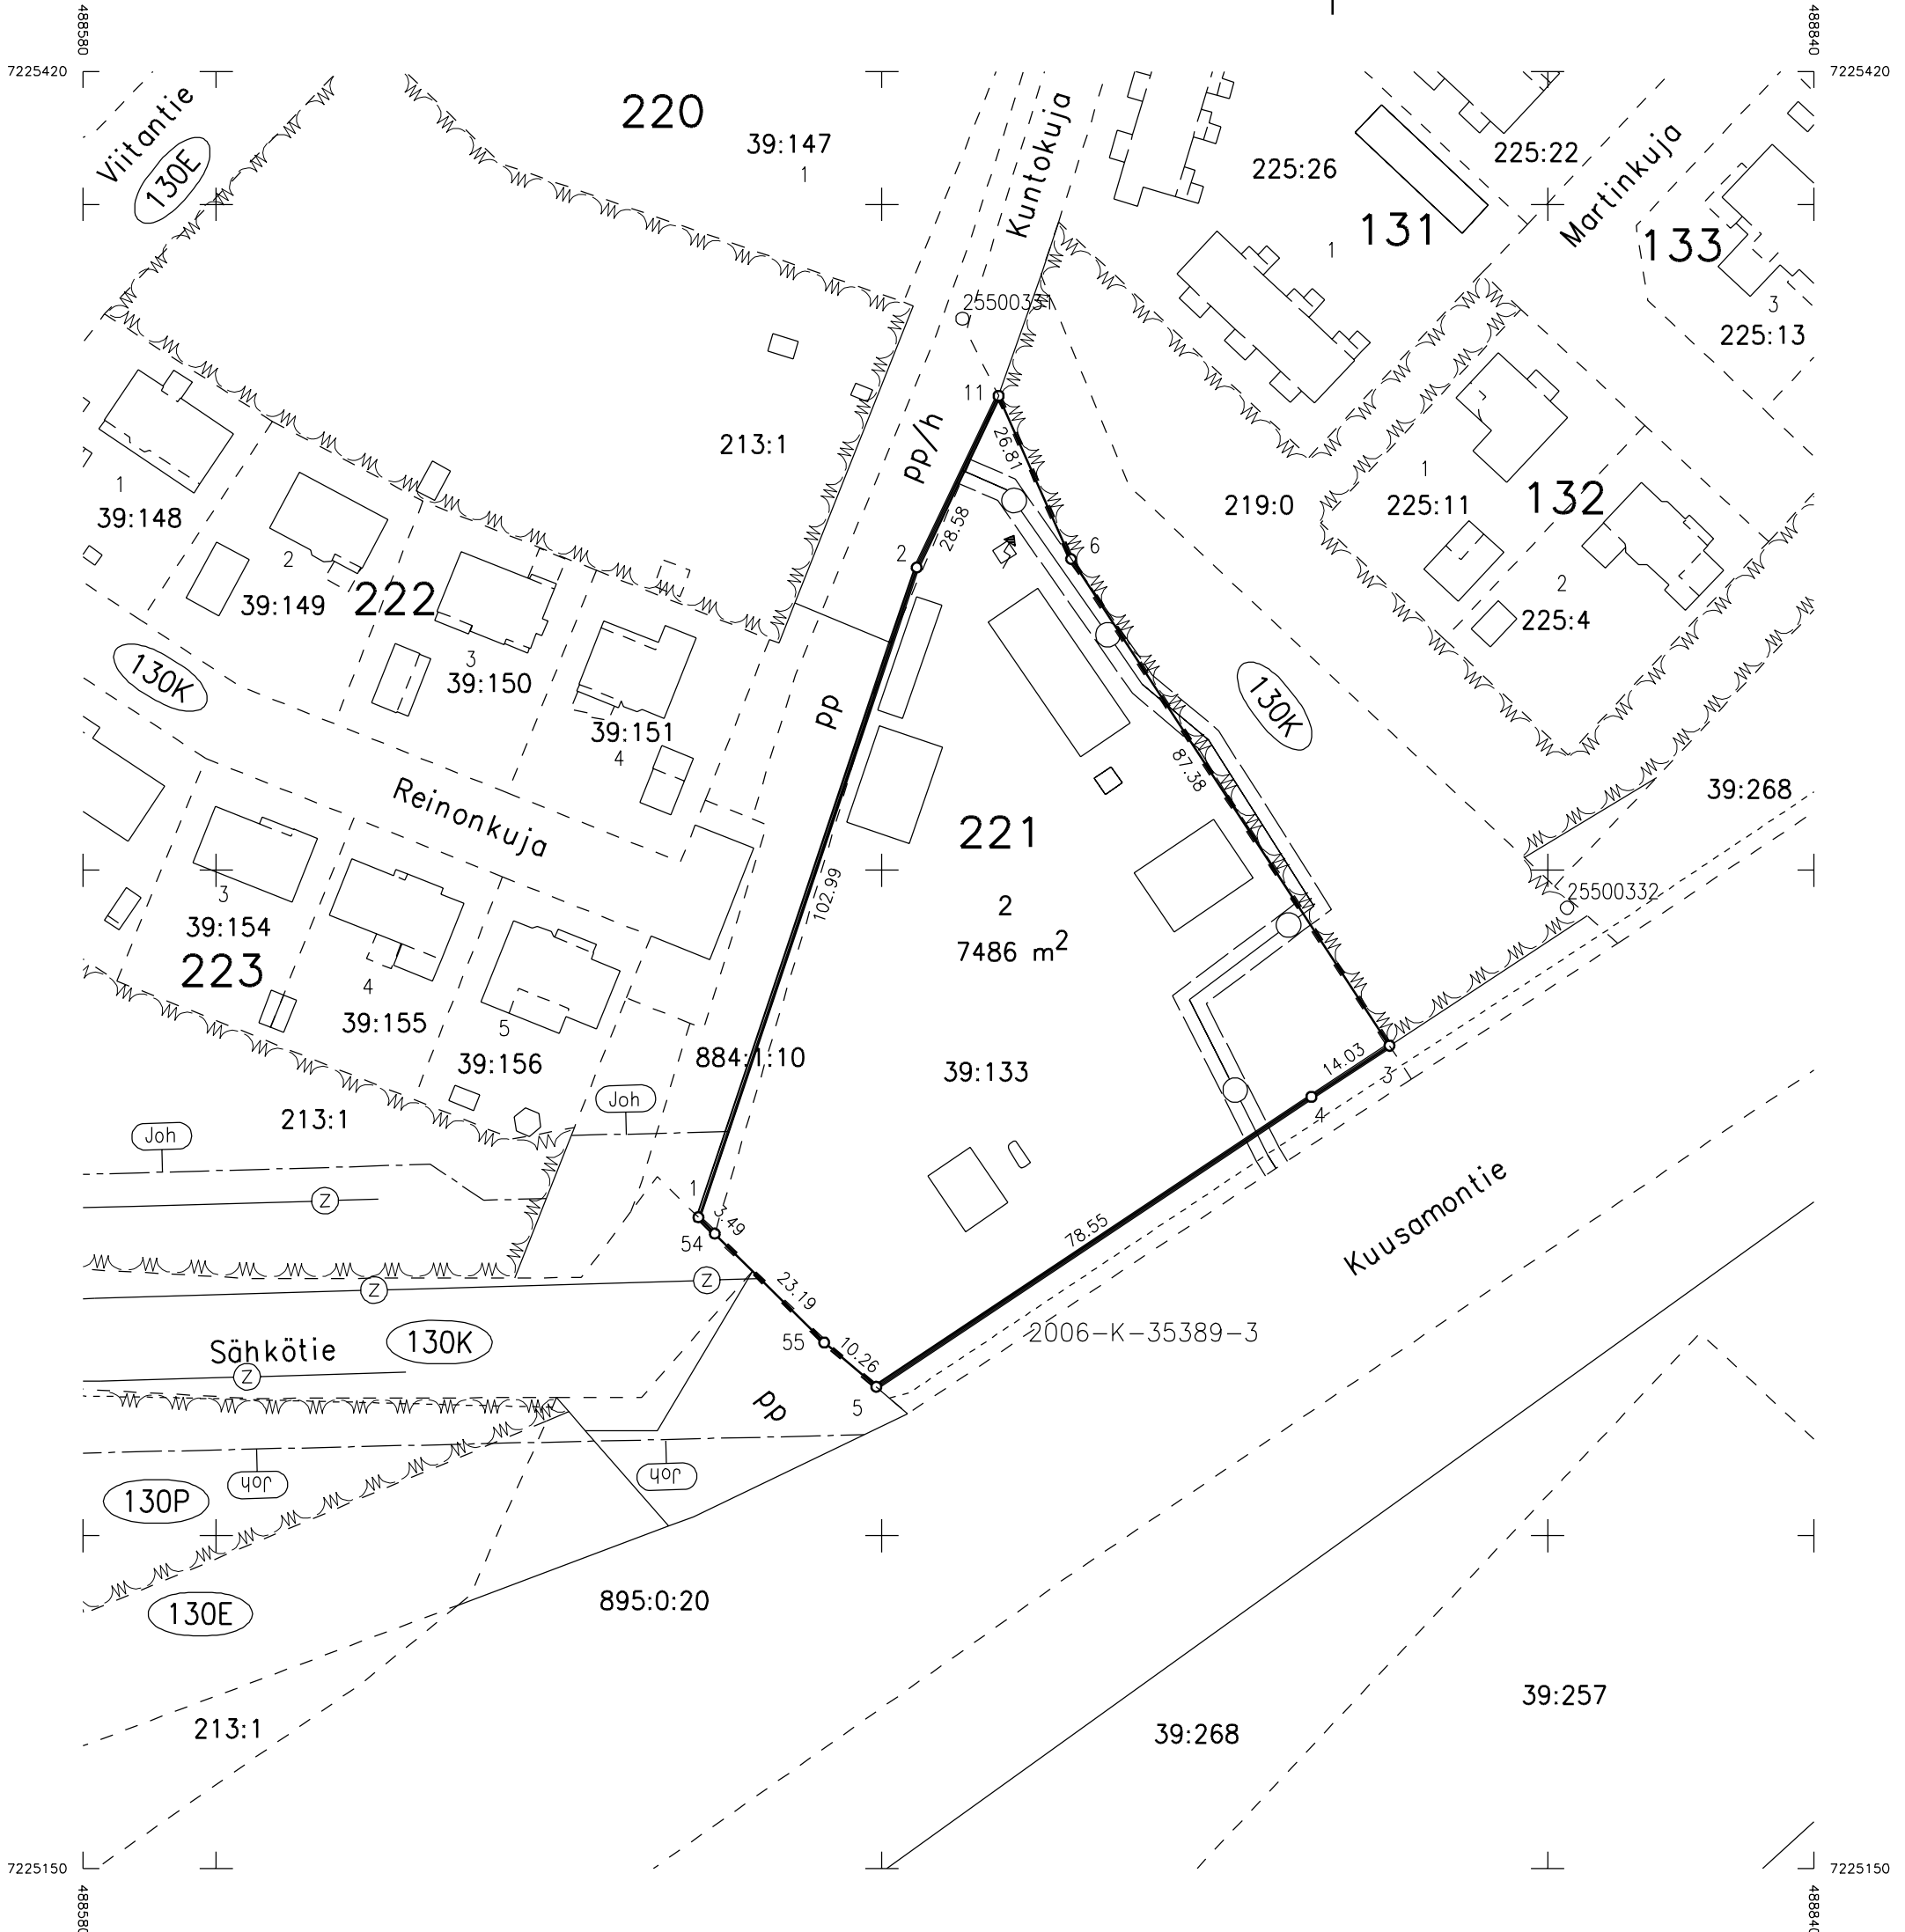 488580
488840
7225420
7225420
Viitantie
130E
220
39:147
1
Kuntokuja
225:26
225:22
131
1
Martinkuja
133
3
225:13
25500331
11
26.81
pp/h
213:1
28.58
2
6
219:0
1
225:11
132
2
225:4
1
39:148
2
39:149
222
3
39:150
39:151
4
130K
pp
130K
87.38
39:268
Reinonkuja
221
2
7486 m²
102.99
25500332
3
39:154
223
4
39:155
5
39:156
884:1:10
39:133
14.03
3
4
Joh
213:1
Joh
1
3.49
54
Z
Z
Z
78.55
Kuusamontie
23.19
55
10.26
5
2006-K-35389-3
Sähkötie
130K
Z
pp
Joh
Joh
130P
130E
895:0:20
213:1
39:268
39:257
7225150
7225150
488580
488840